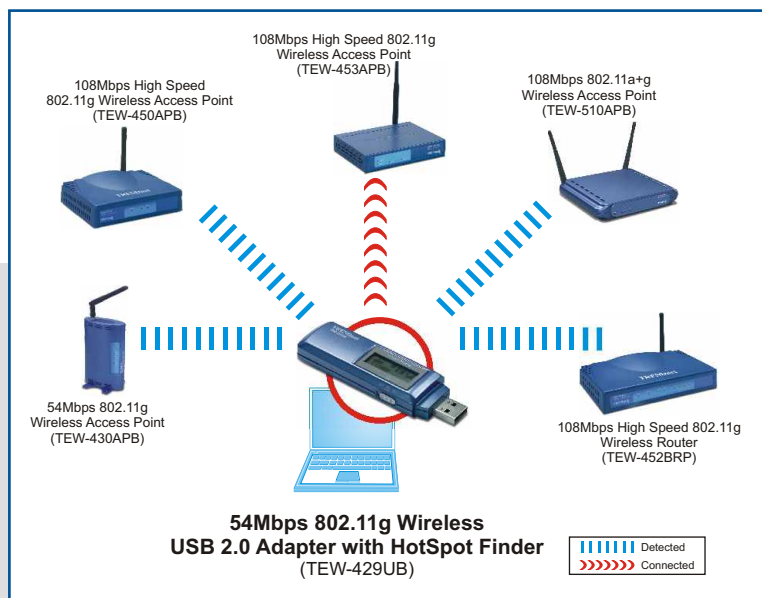 108Mbps High Speed 802.11g
Wireless Access Point
(TEW-453APB)
108Mbps High Speed
802.11g Wireless Access Point
(TEW-450APB)
108Mbps 802.11a+g
Wireless Access Point
(TEW-510APB)
TRENDnet
54Mbps 802.11g
Wireless Access Point
(TEW-430APB)
TRENDnet
108Mbps High Speed 802.11g
Wireless Router
(TEW-452BRP)
54Mbps 802.11g Wireless
USB 2.0 Adapter with HotSpot Finder
(TEW-429UB)
Detected
Connected